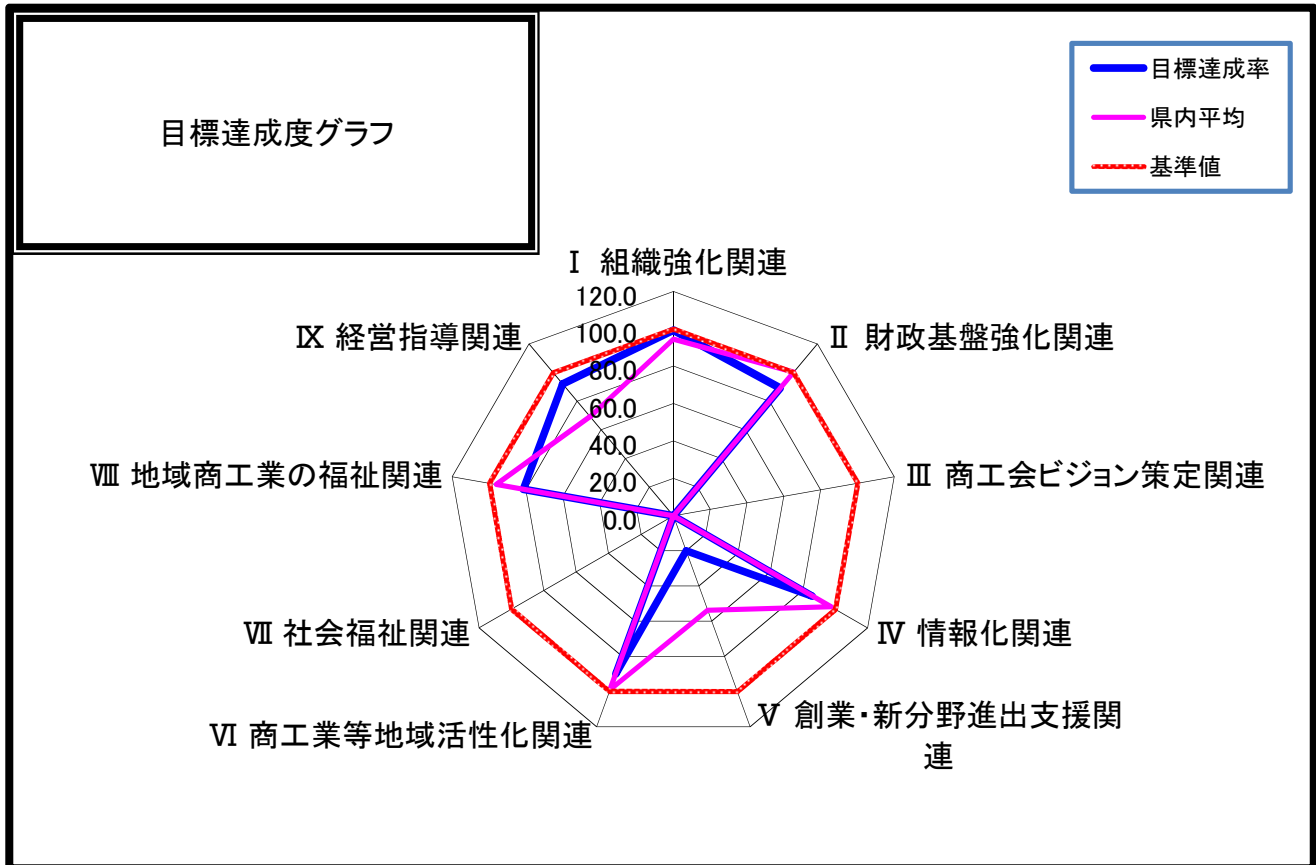 目標達成度グラフ
目標達成率
県内平均
基準値
Ⅰ 組織強化関連
Ⅱ 財政基盤強化関連
Ⅲ 商工会ビジョン策定関連
Ⅳ 情報化関連
Ⅴ 創業・新分野進出支援関
連
Ⅵ 商工業等地域活性化関連
Ⅶ 社会福祉関連
Ⅷ 地域商工業の福祉関連
Ⅸ 経営指導関連
120.0
100.0
80.0
60.0
40.0
20.0
0.0